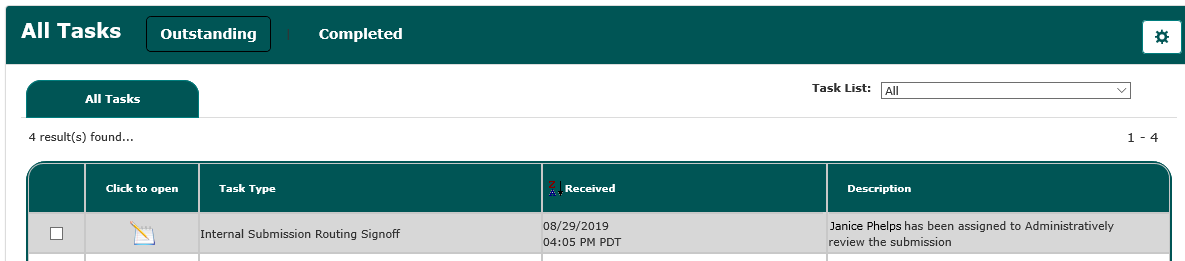 All Tasks Outstanding | Completed
Task List: All
All Tasks
4 result(s) found... 1 - 4
Click to open Task Type Received Description
Internal Submission Routing Signoff 08/29/2019 Janice Phelps has been assigned to Administratively
04:05 PM PDT review the submission